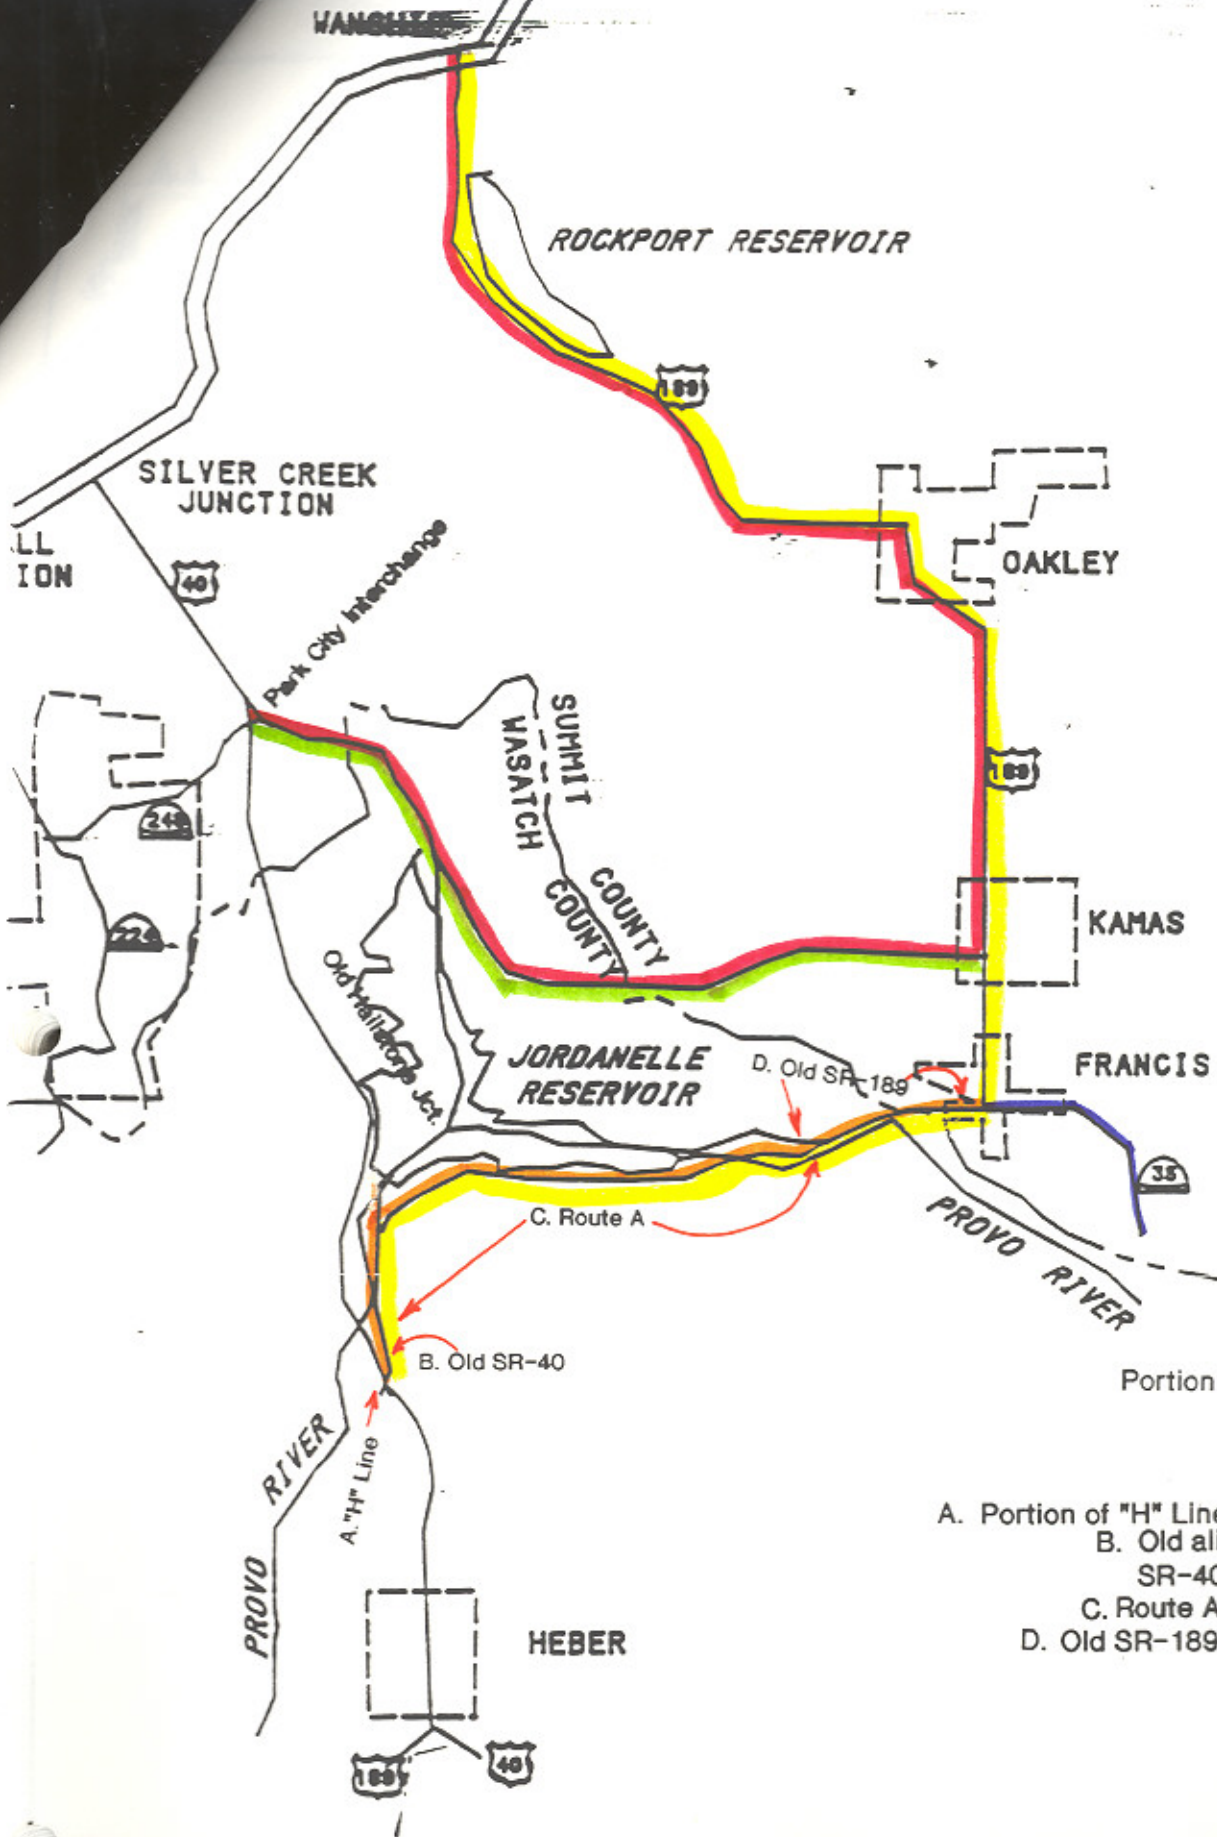 ROCKPORT RESERVOIR
189
SILVER CREEK
JUNCTION
LL
ION
40
Park City Interchange
OAKLEY
SUMMIT
WASATCH
COUNTY
COUNTY
189
248
224
KAMAS
Old Hailstone Jct.
JORDANELLE
RESERVOIR
D. Old SR-189
FRANCIS
35
C. Route A
PROVO RIVER
B. Old SR-40
Portion
A. "H" Line
RIVER
PROVO
A. Portion of "H" Line
B. Old ali
SR-40
C. Route A
D. Old SR-189
HEBER
189
40